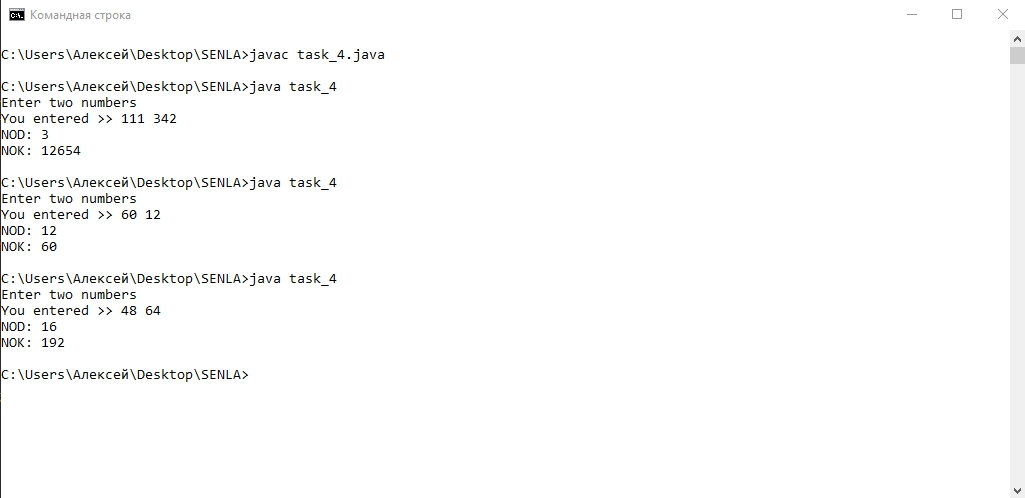 Командная строка
C:\Users\Алексей\Desktop\SENLA>javac task_4.java
C:\Users\Алексей\Desktop\SENLA>java task_4
Enter two numbers
You entered >> 111 342
NOD: 3
NOK: 12654
C:\Users\Алексей\Desktop\SENLA>java task_4
Enter two numbers
You entered >> 60 12
NOD: 12
NOK: 60
C:\Users\Алексей\Desktop\SENLA>java task_4
Enter two numbers
You entered >> 48 64
NOD: 16
NOK: 192
C:\Users\Алексей\Desktop\SENLA>